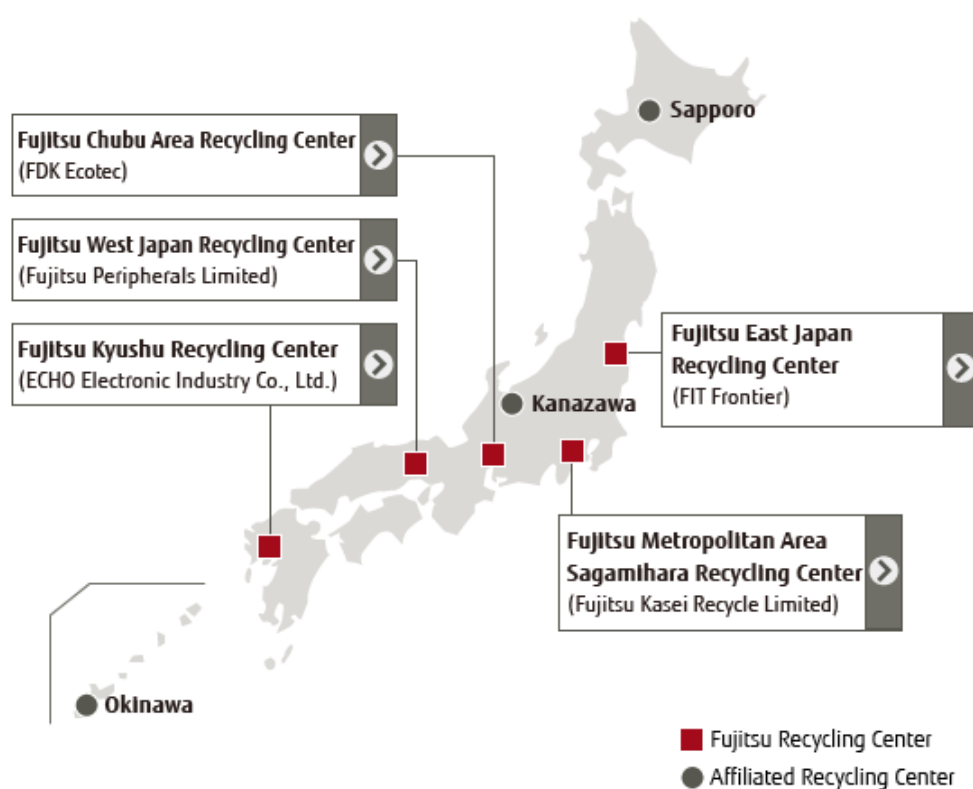 Sapporo
Fujitsu Chubu Area Recycling Center
(FDK Ecotec)
Fujitsu West Japan Recycling Center
(Fujitsu Peripherals Limited)
Fujitsu Kyushu Recycling Center
(ECHO Electronic Industry Co., Ltd.)
Fujitsu East Japan
Recycling Center
(FIT Frontier)
Kanazawa
Fujitsu Metropolitan Area
Sagamihara Recycling Center
(Fujitsu Kasei Recycle Limited)
Okinawa
Fujitsu Recycling Center
Affiliated Recycling Center